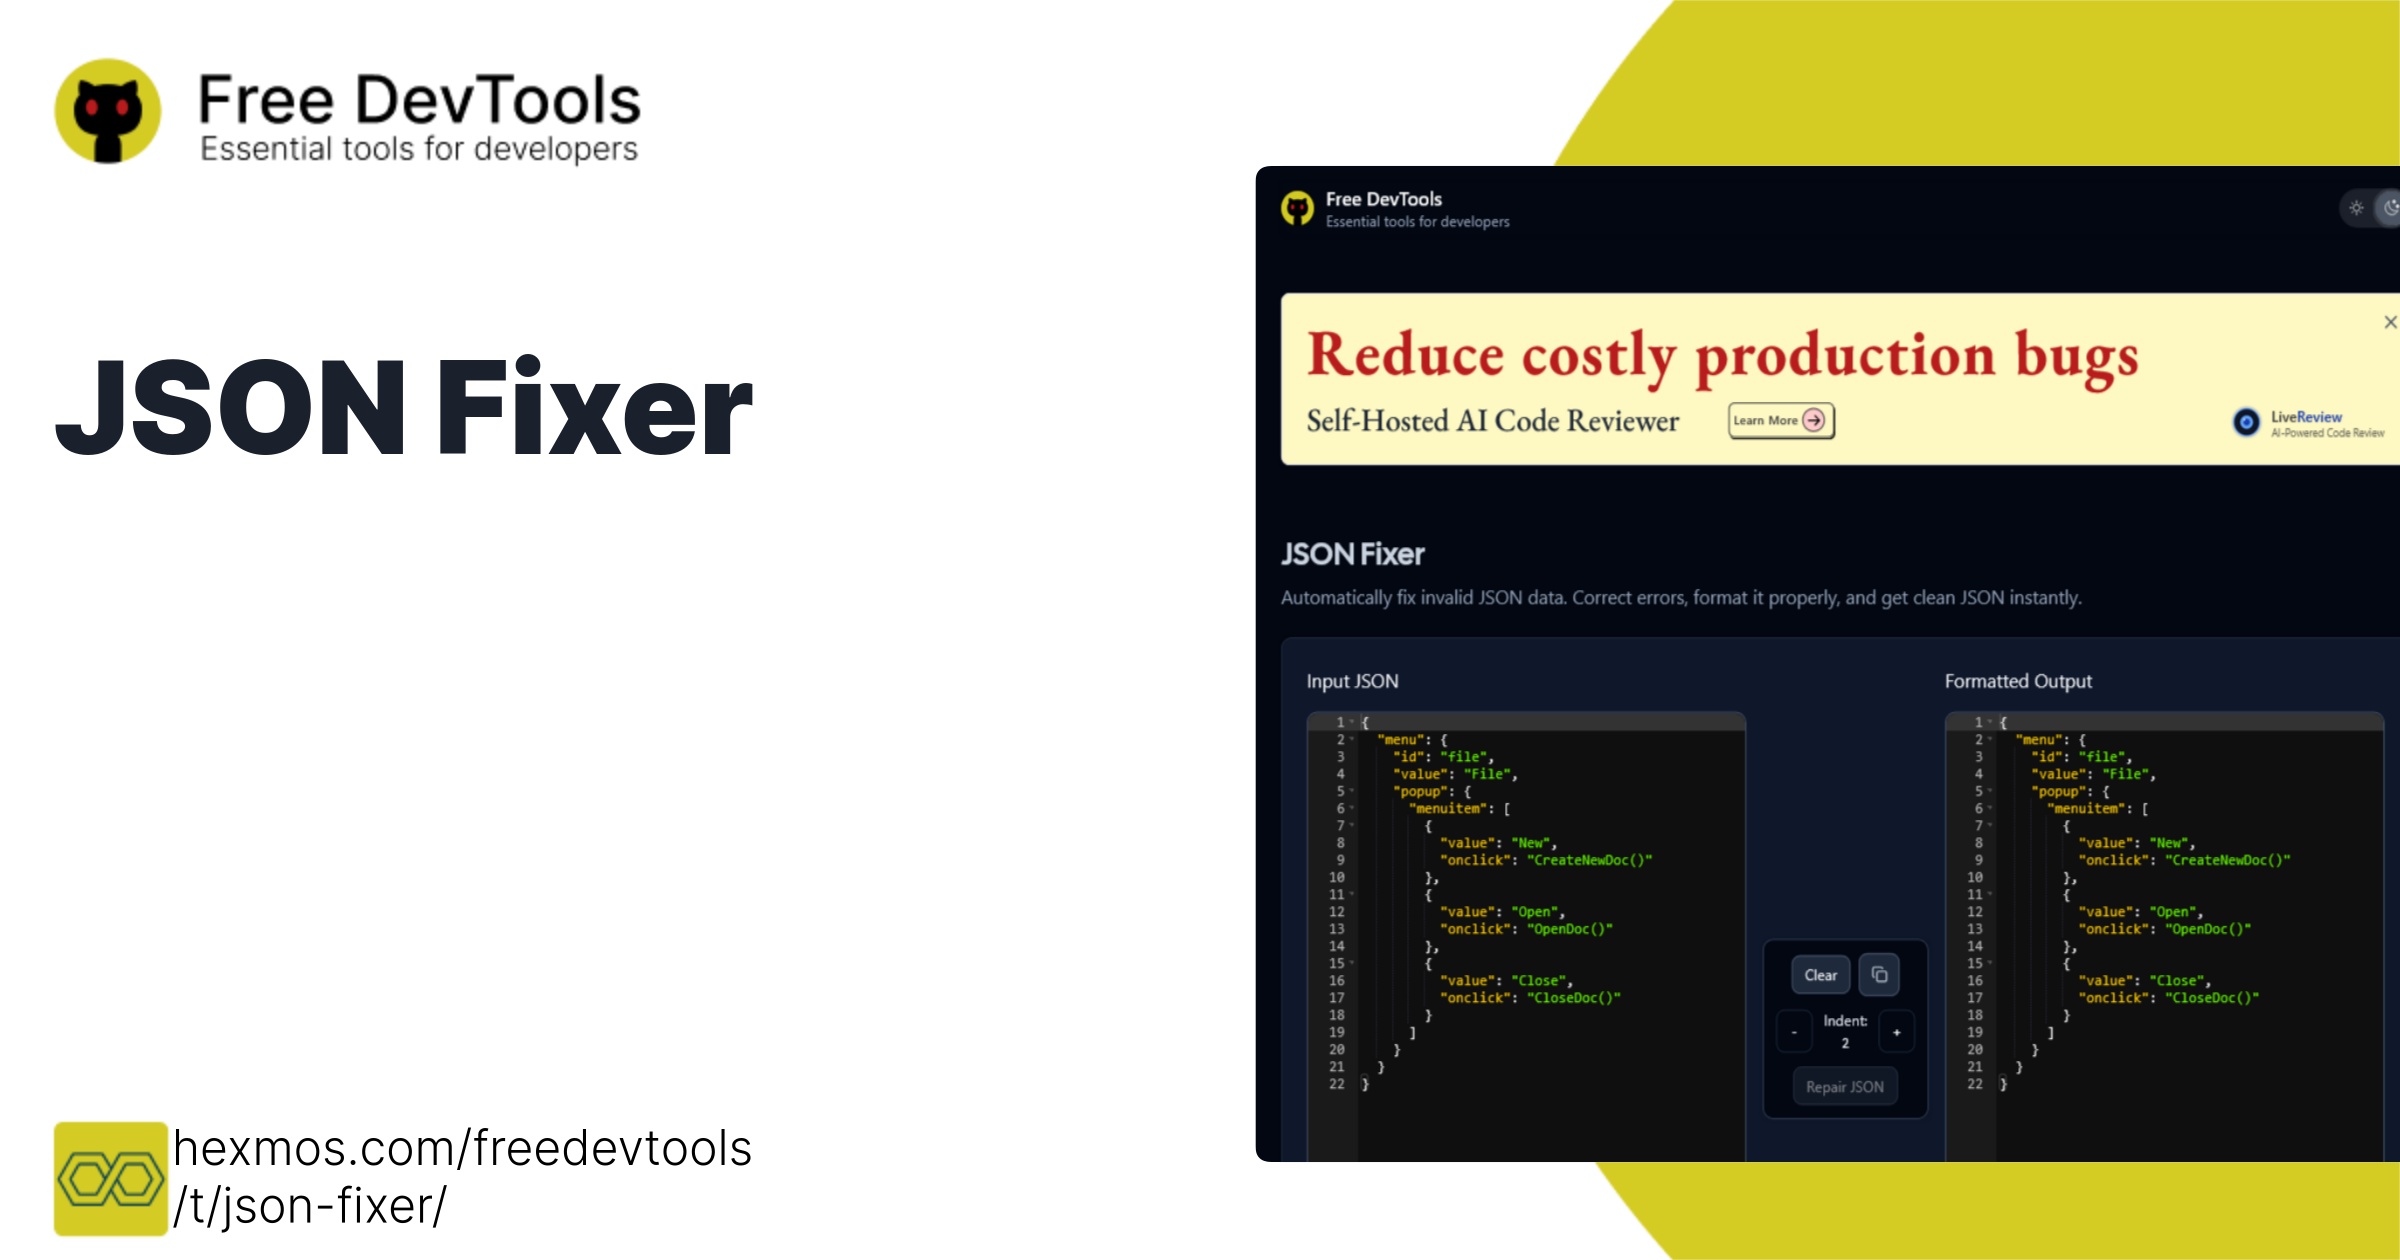 Free DevTools
Essential tools for developers
JSON Fixer
hexmos.com/freedevtools
/t/json-fixer/
Free DevTools
Essential tools for developers
Reduce costly production bugs
Self-Hosted AI Code Reviewer
Learn More
LiveReview
AI-Powered Code Review
JSON Fixer
Automatically fix invalid JSON data. Correct errors, format it properly, and get clean JSON instantly.
Input JSON
1 {
2   "menu": {
3     "id": "file",
4     "value": "File",
5     "popup": {
6       "menuitem": [
7         {
8           "value": "New",
9           "onclick": "CreateNewDoc()"
10         },
11         {
12           "value": "Open",
13           "onclick": "OpenDoc()"
14         },
15         {
16           "value": "Close",
17           "onclick": "CloseDoc()"
18         }
19       ]
20     }
21   }
22 }
Clear
Indent:
- 2 +
Repair JSON
Formatted Output
1 {
2   "menu": {
3     "id": "file",
4     "value": "File",
5     "popup": {
6       "menuitem": [
7         {
8           "value": "New",
9           "onclick": "CreateNewDoc()"
10         },
11         {
12           "value": "Open",
13           "onclick": "OpenDoc()"
14         },
15         {
16           "value": "Close",
17           "onclick": "CloseDoc()"
18         }
19       ]
20     }
21   }
22 }